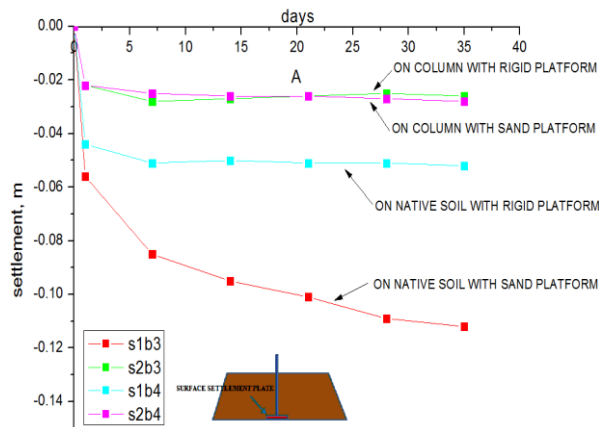 days
0.00
0 5 10 15 20 25 30 35 40
A
ON COLUMN WITH RIGID PLATFORM
-0.02
ON COLUMN WITH SAND PLATFORM
-0.04
-0.06
ON NATIVE SOIL WITH RIGID PLATFORM
settlement, m
-0.08
ON NATIVE SOIL WITH SAND PLATFORM
-0.10
-0.12
-0.14
s1b3
s2b3
s1b4
s2b4
SURFACE SETTLEMENT PLATE